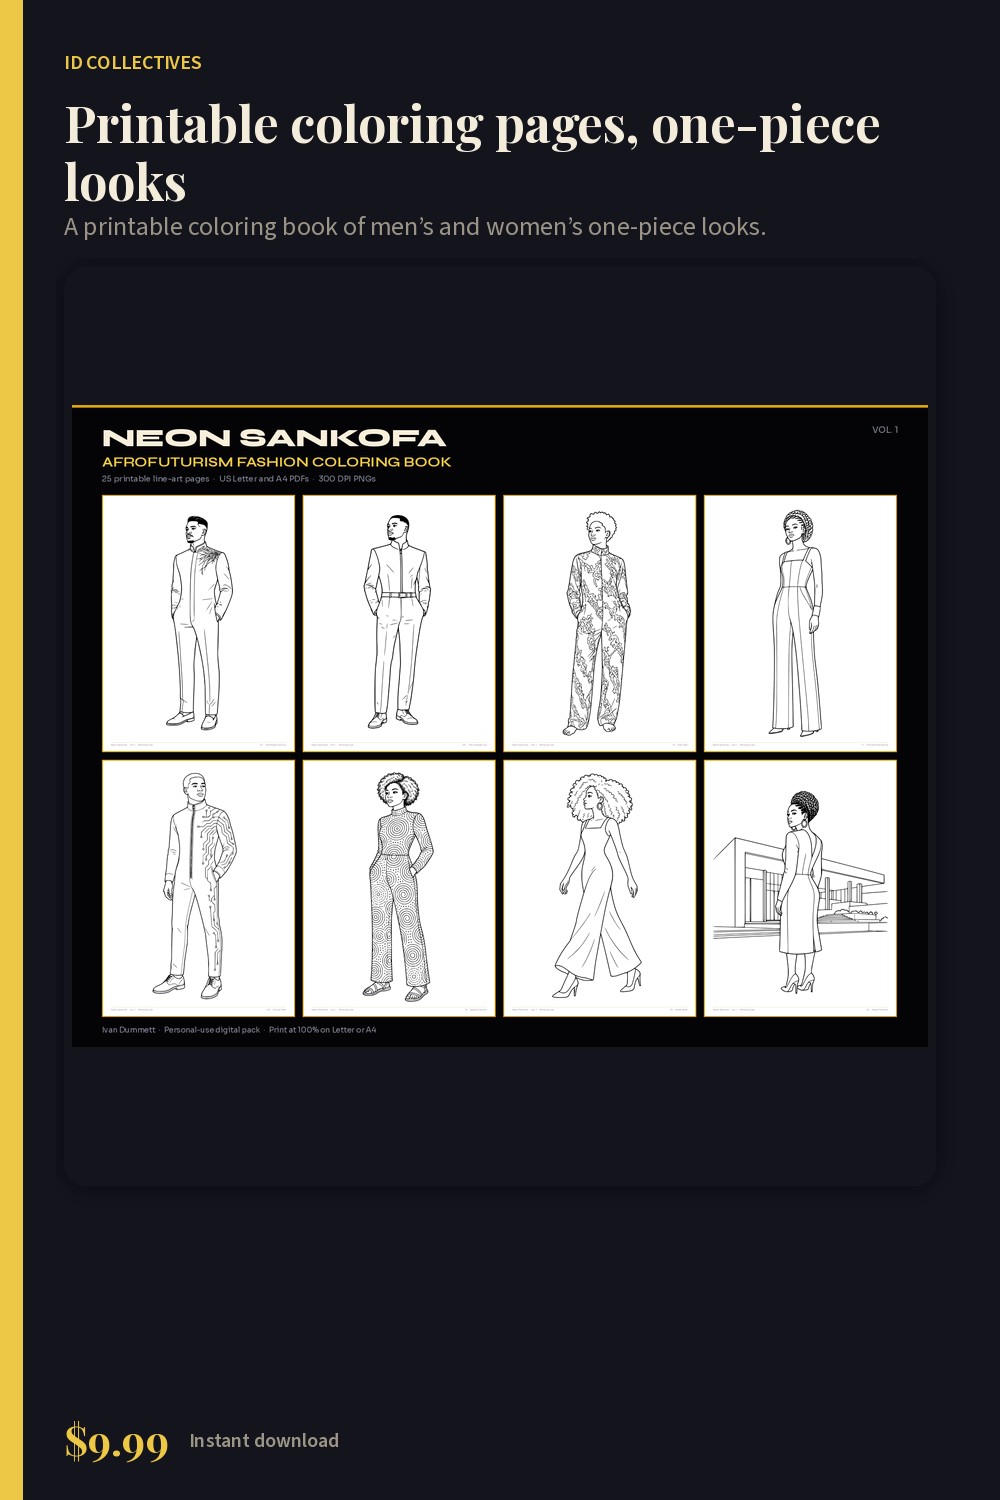 ID COLLECTIVES
Printable coloring pages, one-piece
looks
A printable coloring book of men’s and women’s one-piece looks.
NEON SANKOFA
VOL. 1
AFROFUTURISM FASHION COLORING BOOK
25 printable line-art pages · US Letter and A4 PDFs · 300 DPI PNGs
Ivan Dummett · Personal-use digital pack · Print at 100% on Letter or A4
$9.99 Instant download